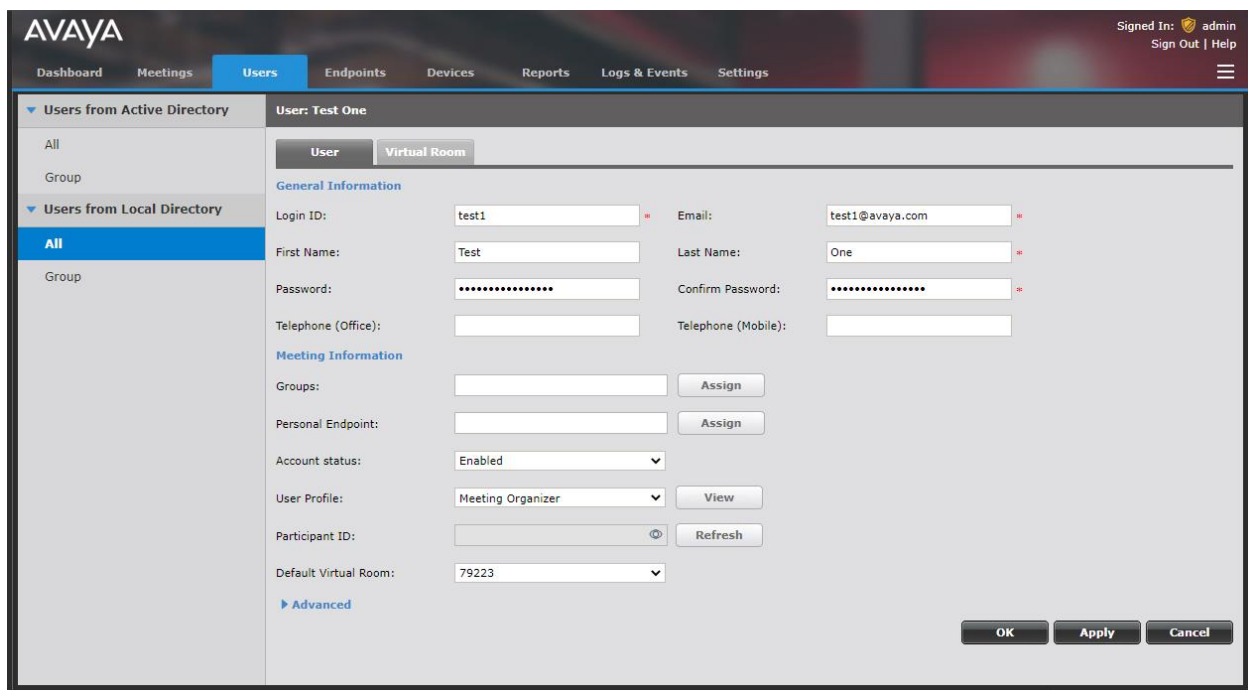 AVAYA
Signed In: admin
Sign Out | Help
Dashboard Meetings Users Endpoints Devices Reports Logs & Events Settings
Users from Active Directory
All
Group
Users from Local Directory
All
Group
User: Test One
User Virtual Room
General Information
Login ID: test1 * Email: test1@avaya.com *
First Name: Test Last Name: One *
Password: •••••••••••••••• Confirm Password: •••••••••••••••• *
Telephone (Office): Telephone (Mobile):
Meeting Information
Groups: Assign
Personal Endpoint: Assign
Account status: Enabled
User Profile: Meeting Organizer View
Participant ID: Refresh
Default Virtual Room: 79223
Advanced
OK Apply Cancel